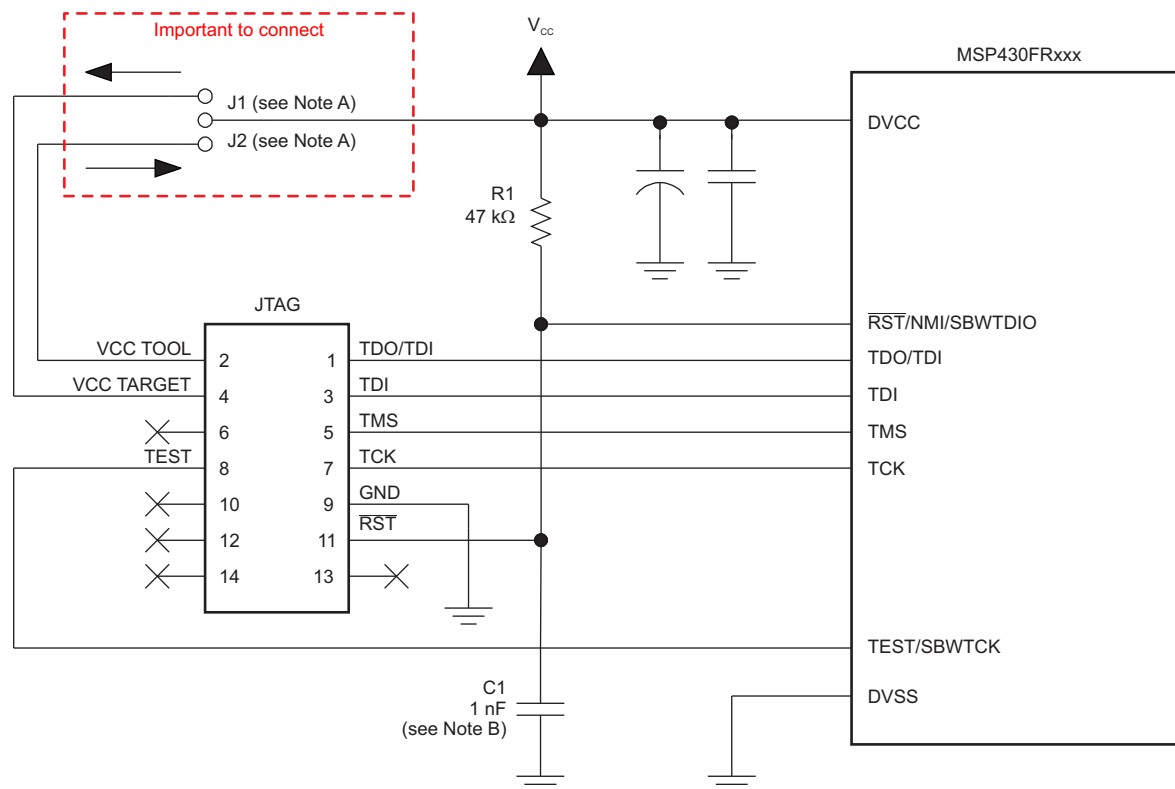 Important to connect
J1 (see Note A)
J2 (see Note A)
VCC
MSP430FRxxx
DVCC
R1
47 kΩ
JTAG
RST/NMI/SBWTDIO
VCC TOOL
2
1
TDO/TDI
TDO/TDI
VCC TARGET
4
3
TDI
TDI
6
5
TMS
TMS
TEST
8
7
TCK
TCK
10
9
GND
12
11
RST
14
13
TEST/SBWTCK
C1
1 nF
(see Note B)
DVSS